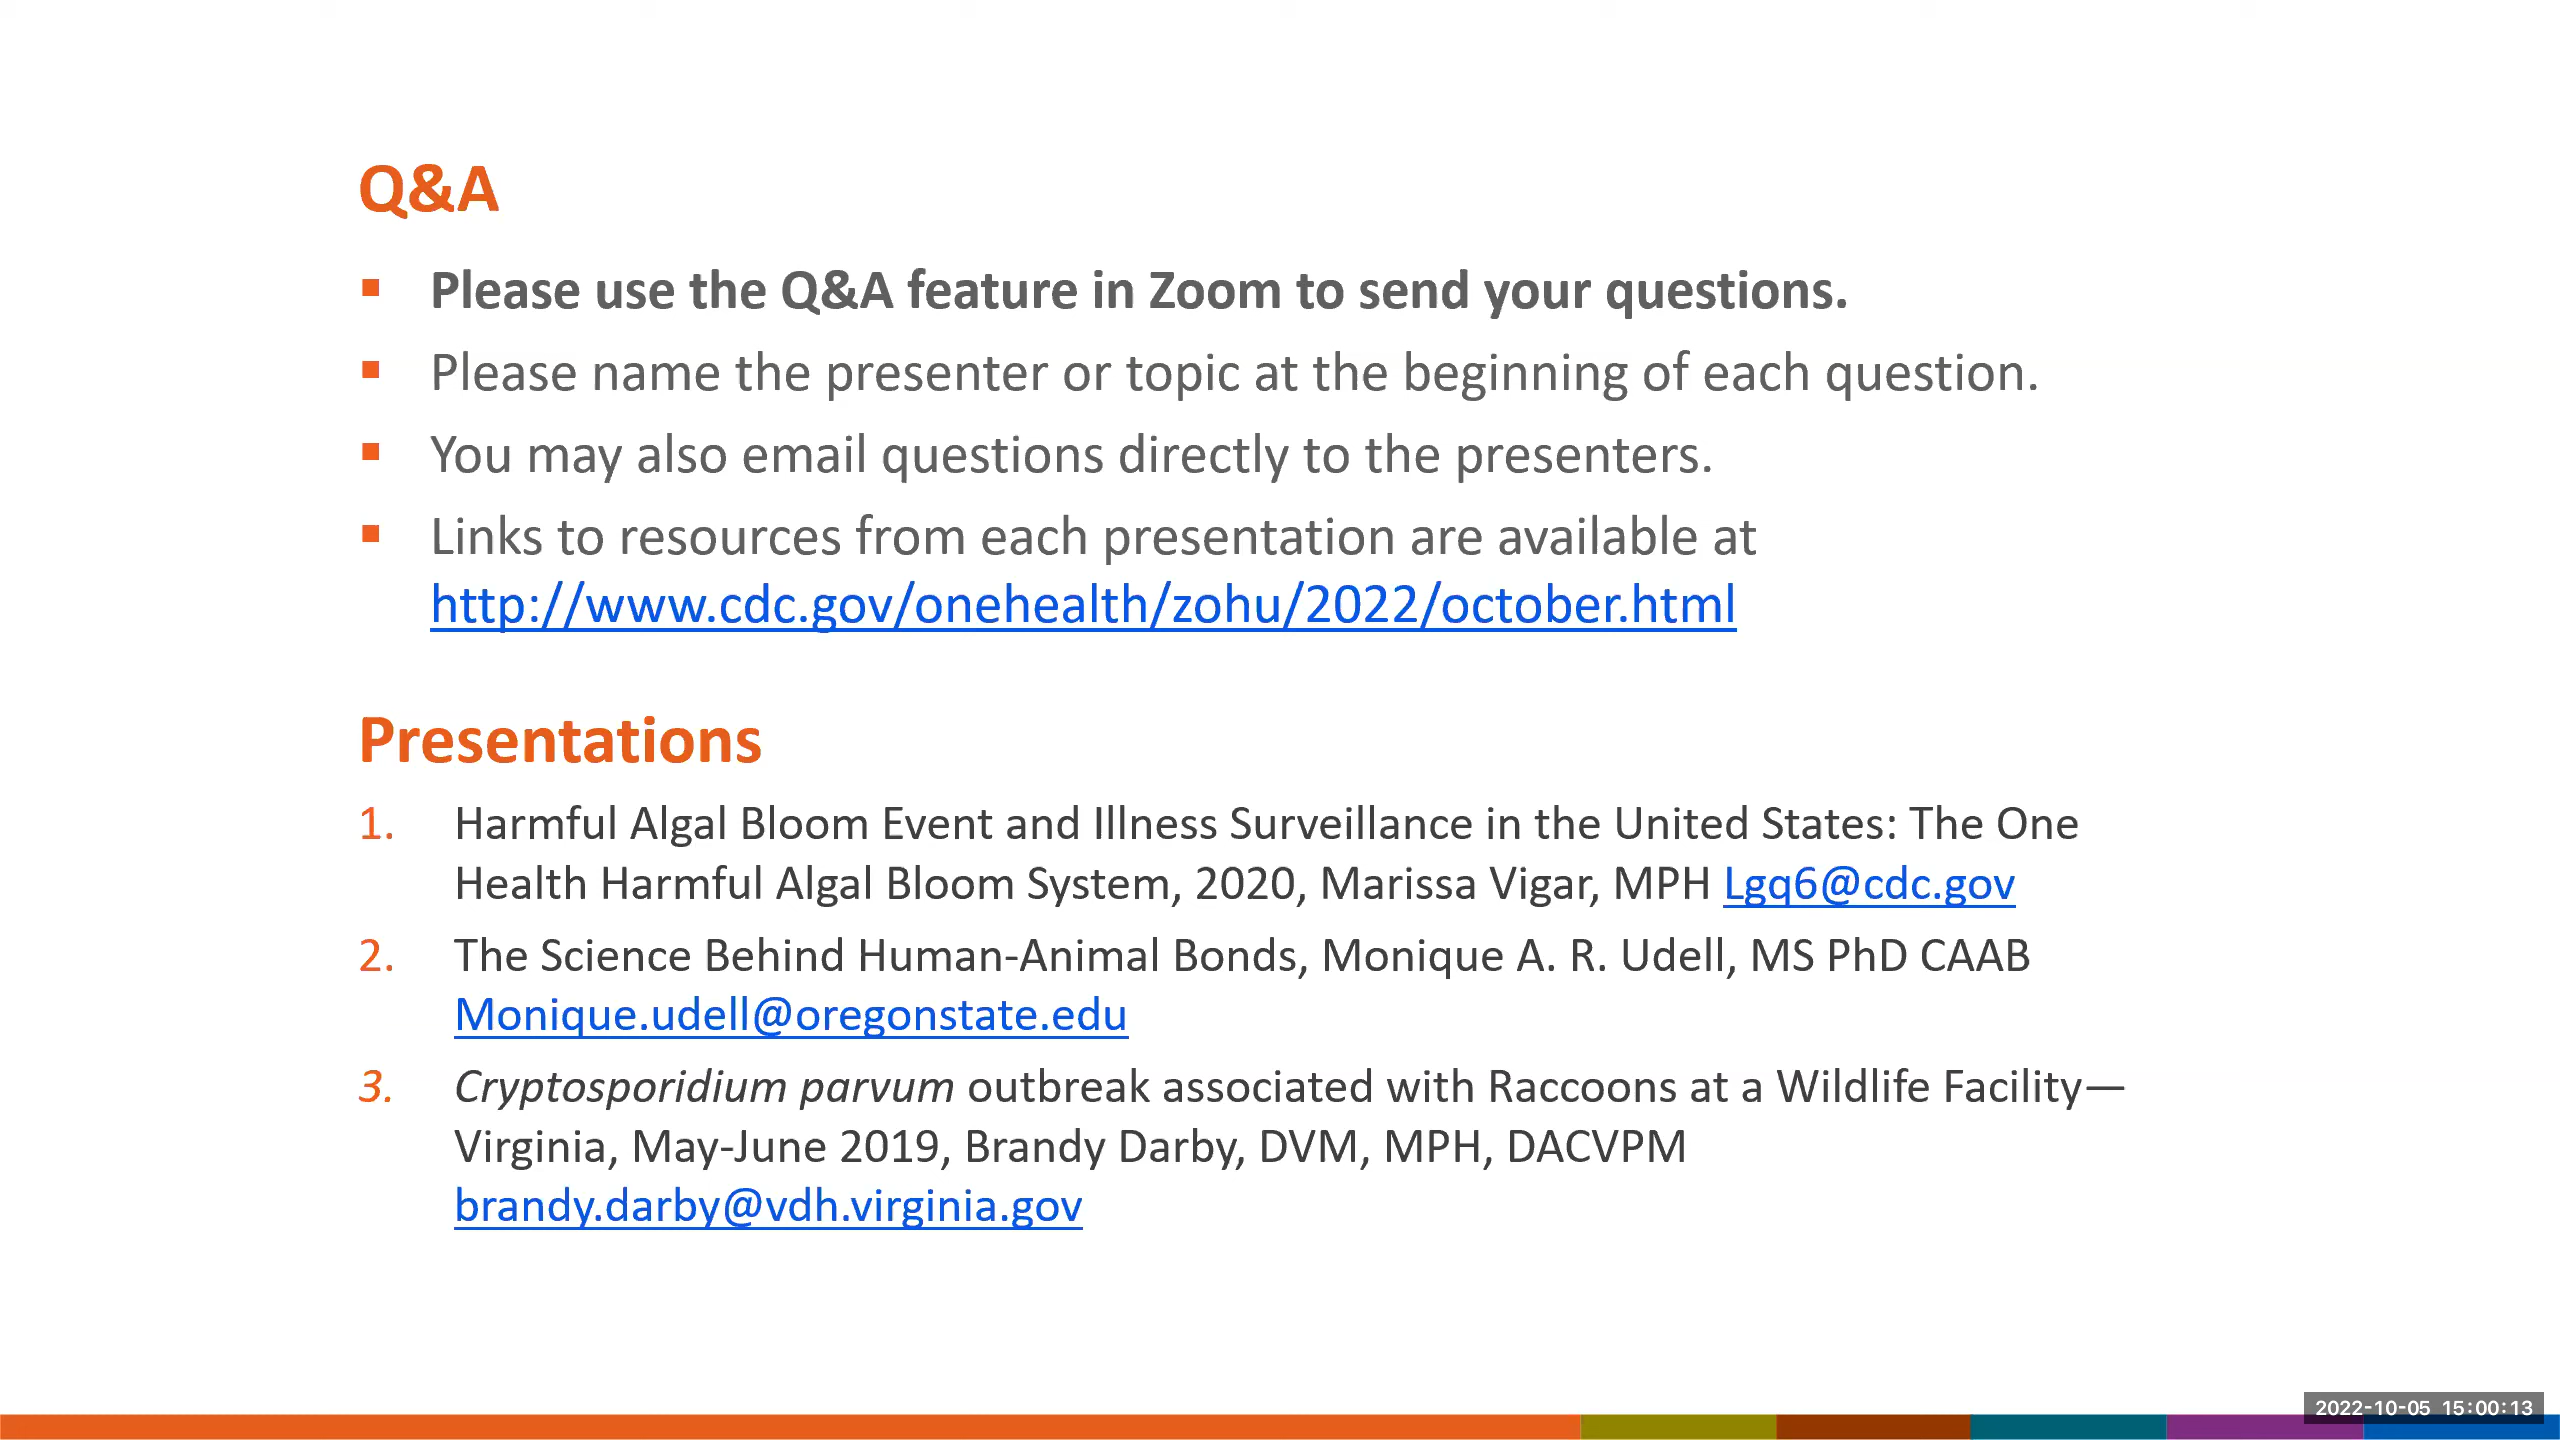 Q&A
▪ Please use the Q&A feature in Zoom to send your questions.
▪ Please name the presenter or topic at the beginning of each question.
▪ You may also email questions directly to the presenters.
▪ Links to resources from each presentation are available at
http://www.cdc.gov/onehealth/zohu/2022/october.html
Presentations
1. Harmful Algal Bloom Event and Illness Surveillance in the United States: The One
Health Harmful Algal Bloom System, 2020, Marissa Vigar, MPH Lgq6@cdc.gov
2. The Science Behind Human-Animal Bonds, Monique A. R. Udell, MS PhD CAAB
Monique.udell@oregonstate.edu
3. Cryptosporidium parvum outbreak associated with Raccoons at a Wildlife Facility—
Virginia, May-June 2019, Brandy Darby, DVM, MPH, DACVPM
brandy.darby@vdh.virginia.gov
2022-10-05 15:00:13